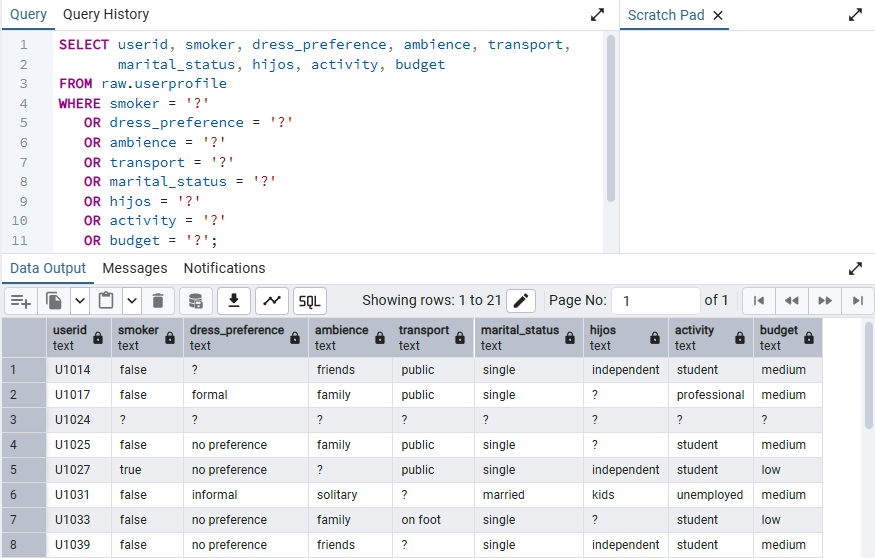 Query Query History Scratch Pad
1 SELECT userid, smoker, dress_preference, ambience, transport,
2 marital_status, hijos, activity, budget
3 FROM raw.userprofile
4 WHERE smoker = '?'
5 OR dress_preference = '?'
6 OR ambience = '?'
7 OR transport = '?'
8 OR marital_status = '?'
9 OR hijos = '?'
10 OR activity = '?'
11 OR budget = '?';
Data Output Messages Notifications
SQL Showing rows: 1 to 21 Page No: 1 of 1
userid smoker dress_preference ambience transport marital_status hijos activity budget
text text text text text text text text text
1 U1014 false ? friends public single independent student medium
2 U1017 false formal family public single ? professional medium
3 U1024 ? ? ? ? ? ? ? ?
4 U1025 false no preference family public single ? student medium
5 U1027 true no preference ? public single independent student low
6 U1031 false informal solitary ? married kids unemployed medium
7 U1033 false no preference family on foot single ? student low
8 U1039 false no preference friends ? single independent student medium